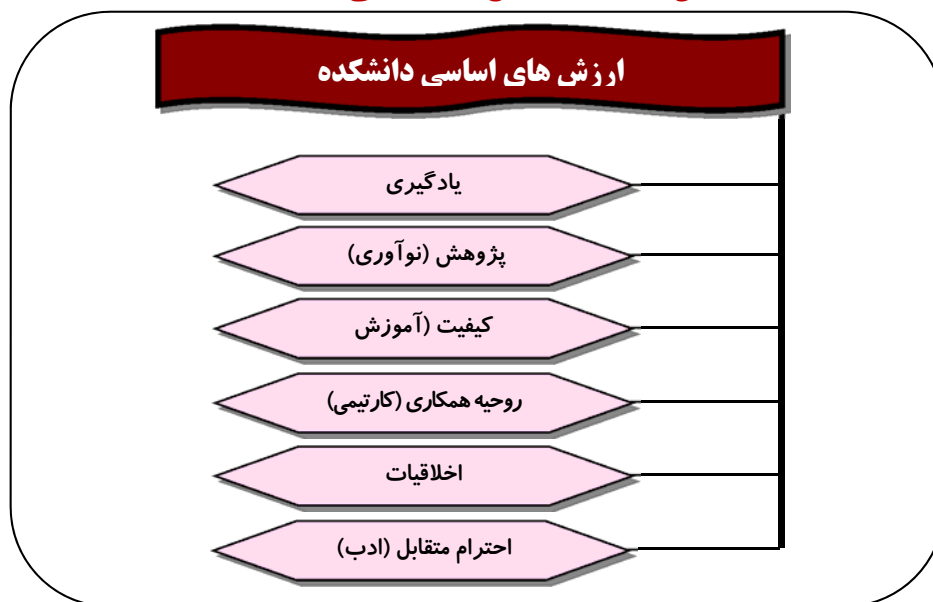 ارزش های اساسی دانشکده
یادگیری
پژوهش (نوآوری)
کیفیت (آموزش
روحیه همکاری (کارتیمی)
اخلاقیات
احترام متقابل (ادب)